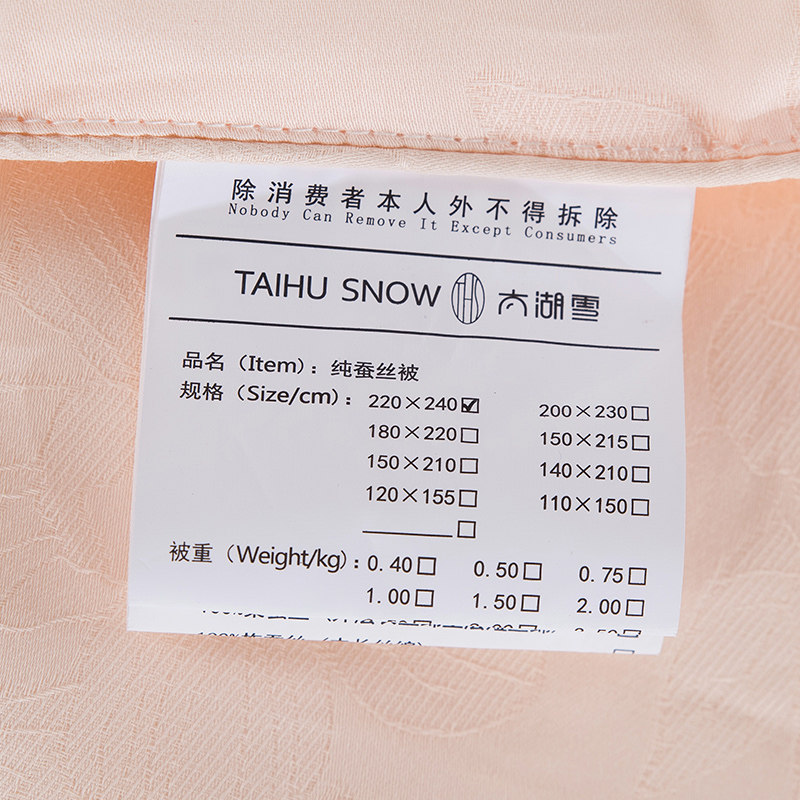 除消费者本人外不得拆除
Nobody Can Remove It Except Consumers
TAIHU SNOW THS 太湖雪
品名（Item）：纯蚕丝被
规格（Size/cm）：220×240☑ 200×230□
180×220□ 150×215□
150×210□ 140×210□
120×155□ 110×150□
______□
被重（Weight/kg）：0.40□ 0.50□ 0.75□
1.00□ 1.50□ 2.00□